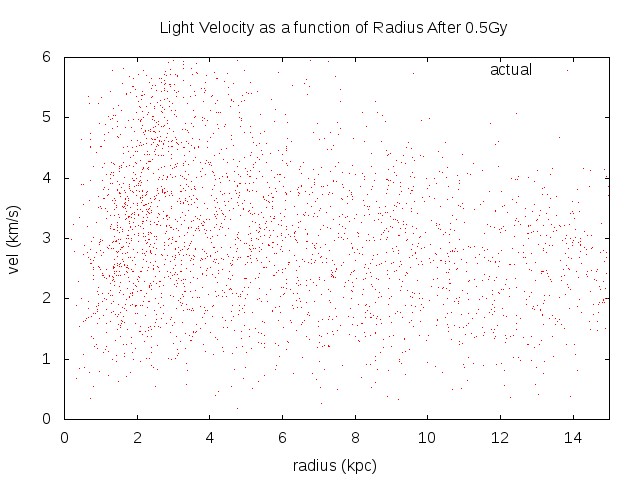 Light Velocity as a function of Radius After 0.5Gy
actual
6
5
4
3
2
1
0
vel (km/s)
0 2 4 6 8 10 12 14
radius (kpc)